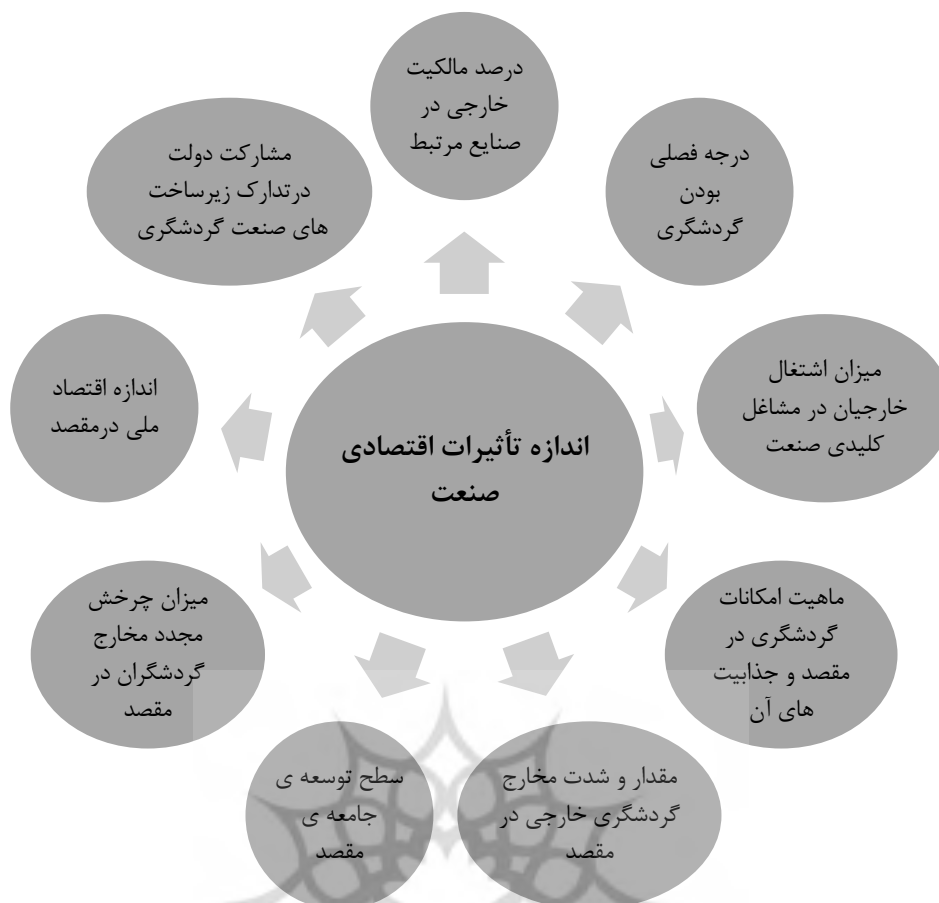 درصد مالکیت
خارجی در
صنایع مرتبط
درجه فصلی
بودن
گردشگری
میزان اشتغال
خارجیان در مشاغل
کلیدی صنعت
ماهیت امکانات
گردشگری در
مقصد و جذابیت
های آن
مقدار و شدت مخارج
گردشگری خارجی در
مقصد
سطح توسعه ی
جامعه ی
مقصد
میزان چرخش
مجدد مخارج
گردشگران در
مقصد
اندازه اقتصاد
ملی درمقصد
مشارکت دولت
درتدارک زیرساخت
های صنعت گردشگری
اندازه تأثیرات اقتصادی
صنعت